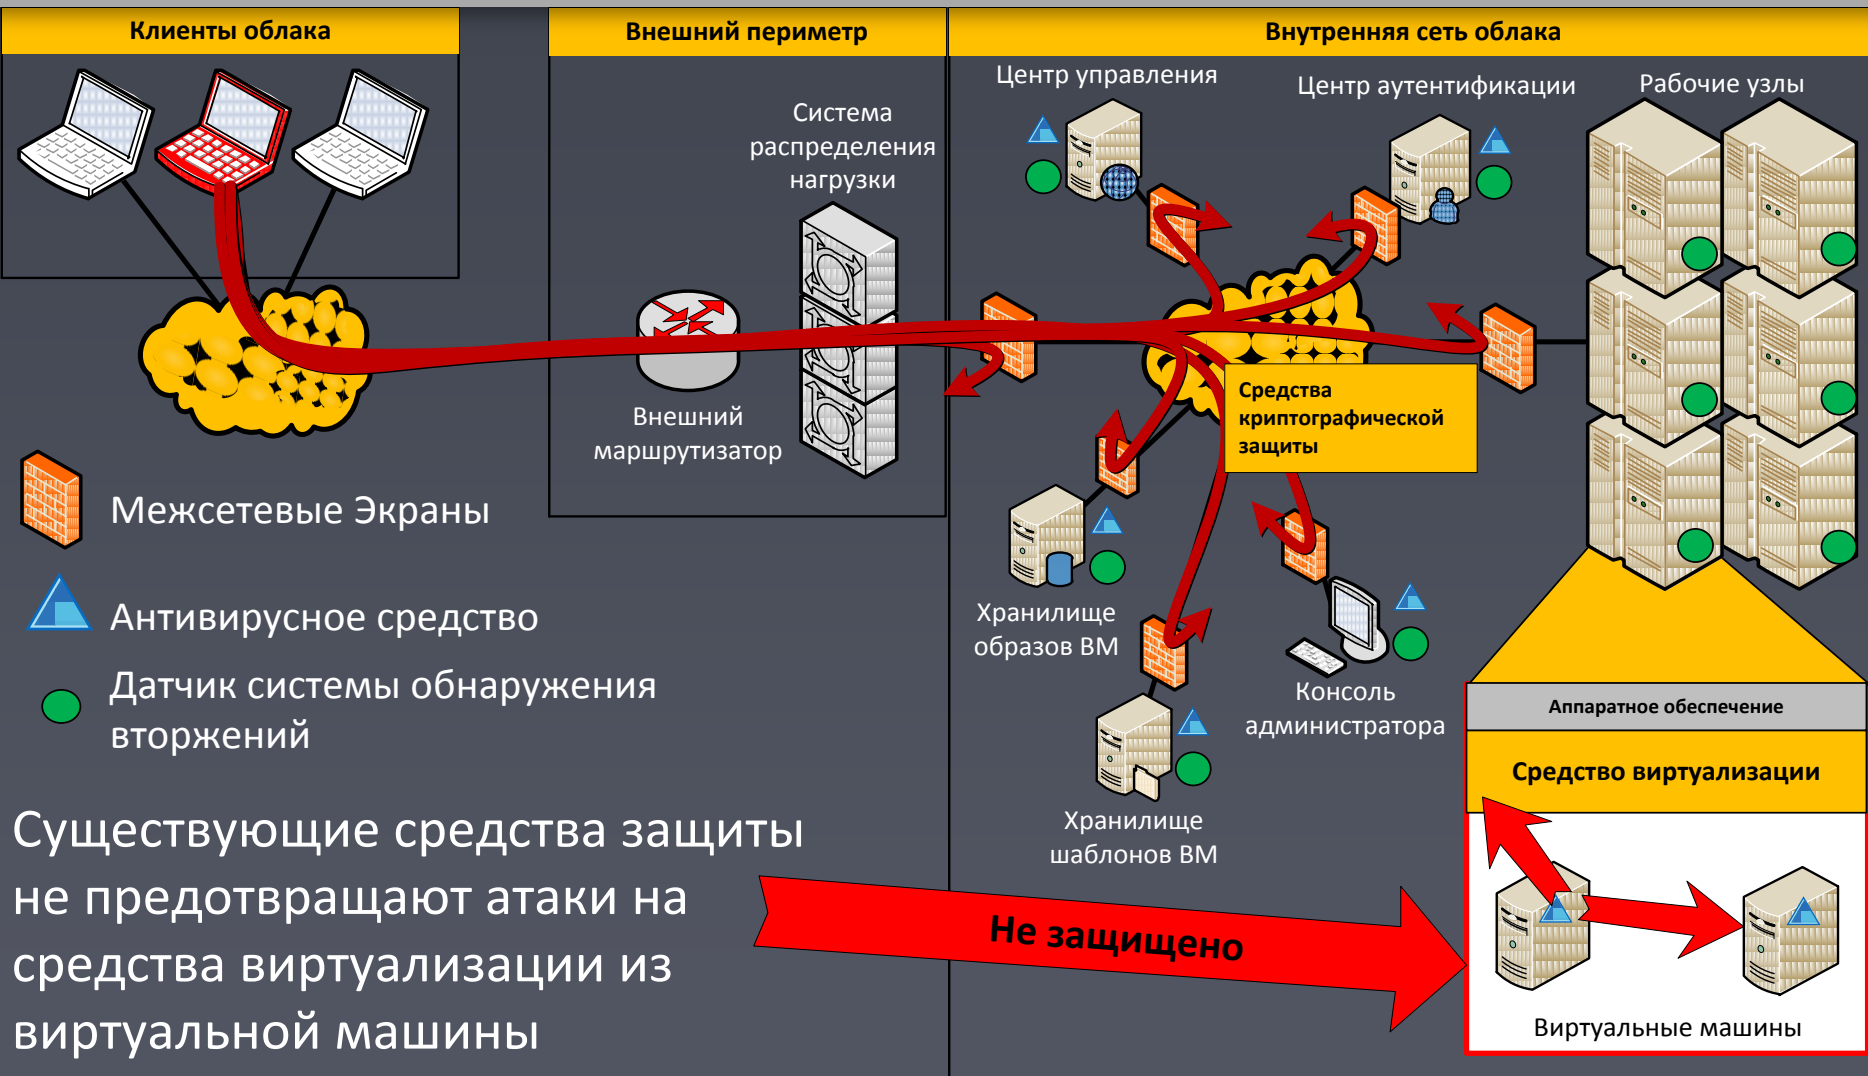 Клиенты облака
Внешний периметр
Внутренняя сеть облака
Система
распределения
нагрузки
Внешний
маршрутизатор
Центр управления
Центр аутентификации
Рабочие узлы
Средства
криптографической
защиты
Хранилище
образов ВМ
Консоль
администратора
Хранилище
шаблонов ВМ
Межсетевые Экраны
Антивирусное средство
Датчик системы обнаружения
вторжений
Существующие средства защиты
не предотвращают атаки на
средства виртуализации из
виртуальной машины
Не защищено
Аппаратное обеспечение
Средство виртуализации
Виртуальные машины